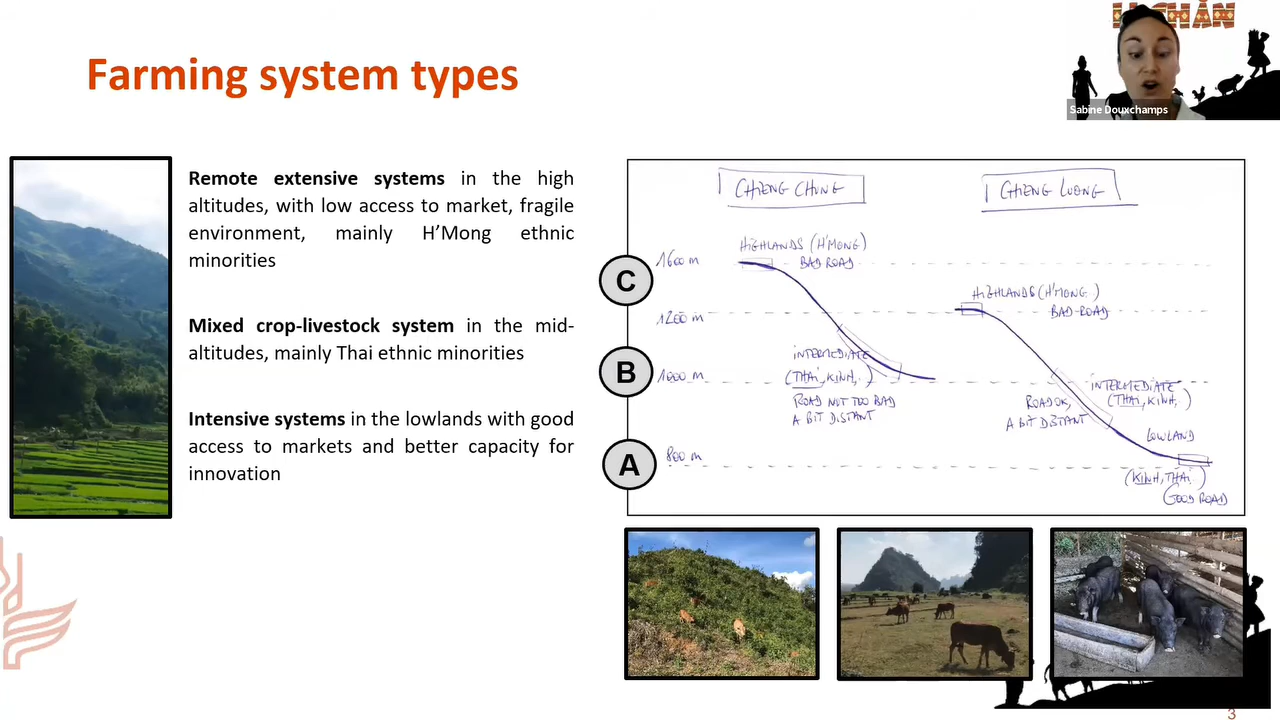 LI CHĂN
Sabine Douxchamps
Farming system types
Remote extensive systems in the high
altitudes, with low access to market, fragile
environment, mainly H’Mong ethnic
minorities
Mixed crop-livestock system in the mid-
altitudes, mainly Thai ethnic minorities
Intensive systems in the lowlands with good
access to markets and better capacity for
innovation
CHIENG CHUNG
CHIENG LUONG
HIGHLANDS (H'MONG)
1600 m
BAD ROAD
C
HIGHLANDS (H'MONG)
1200 m
BAD ROAD
INTERMEDIATE
B
1000 m
(THAI, KINH, )
INTERMEDIATE
ROAD NOT TOO BAD
(THAI, KINH, )
A BIT DISTANT
ROAD OK,
A BIT DISTANT
LOWLAND
800 m
A
(KINH, THAI )
GOOD ROAD
3